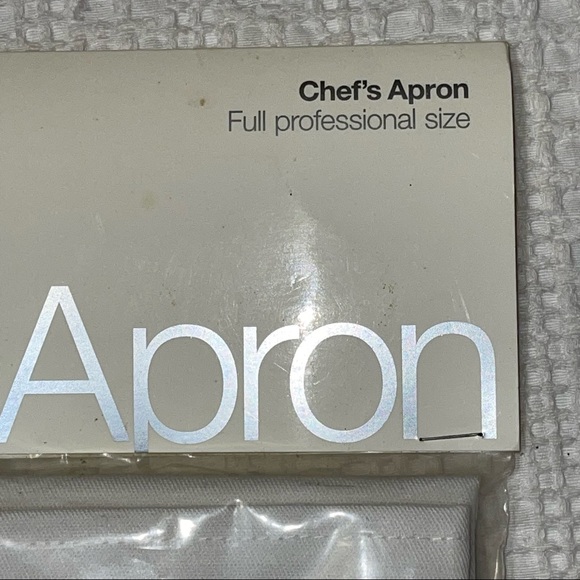 Chef's Apron
Full professional size
Apron